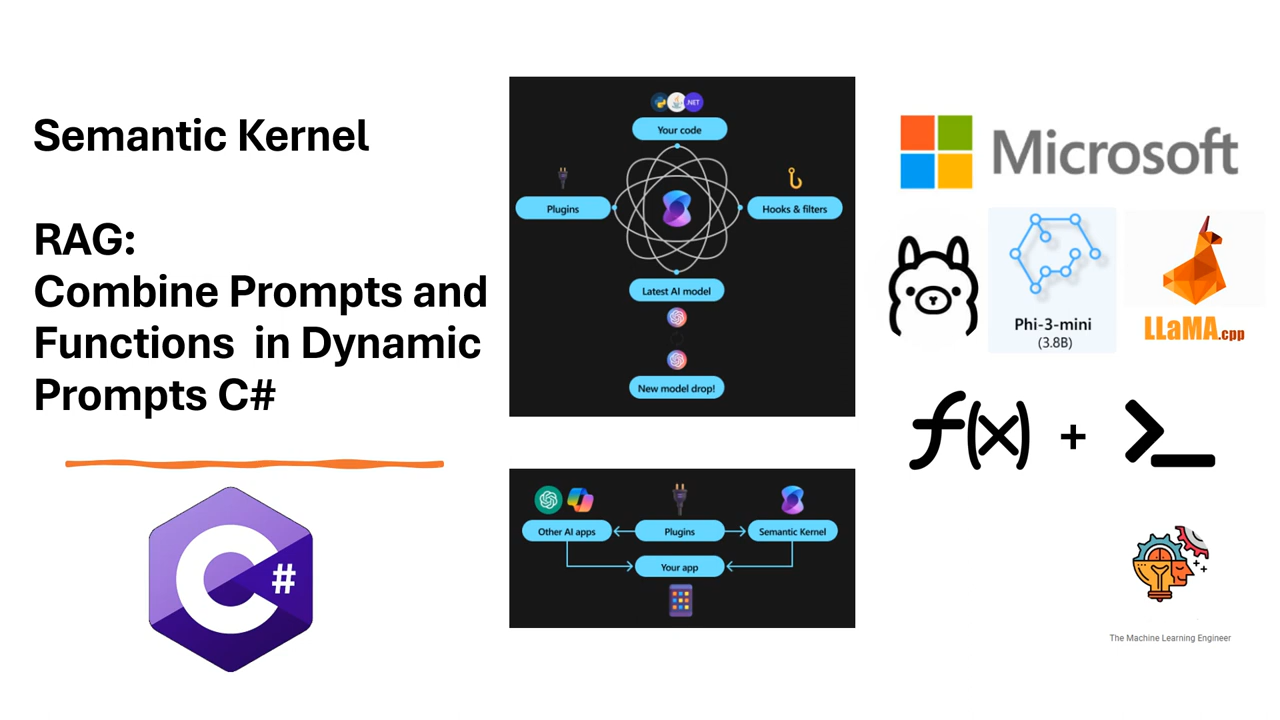 Semantic Kernel
RAG:
Combine Prompts and
Functions in Dynamic
Prompts C#
C#
.NET
Your code
Plugins
Hooks & filters
Latest AI model
New model drop!
Other AI apps
Plugins
Semantic Kernel
Your app
Microsoft
Phi-3-mini
(3.8B)
LLaMA.cpp
f(x) + >_
The Machine Learning Engineer